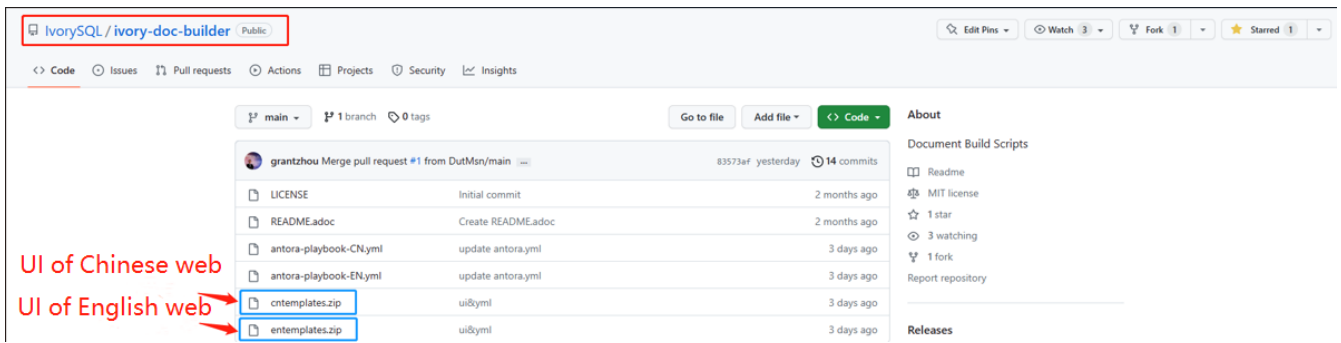 IvorySQL / ivory-doc-builder Public
Edit Pins Watch 3 Fork 1 Starred 1
Code Issues Pull requests Actions Projects Security Insights
main 1 branch 0 tags Go to file Add file Code
grantzhou Merge pull request #1 from DutMsn/main ... 83573ef yesterday 14 commits
LICENSE Initial commit 2 months ago
README.adoc Create README.adoc 2 months ago
antora-playbook-CN.yml update antora.yml 3 days ago
antora-playbook-EN.yml update antora.yml 3 days ago
cntemplates.zip ui&yml 3 days ago
entemplates.zip ui&yml 3 days ago
UI of Chinese web
UI of English web
About
Document Build Scripts
Readme
MIT license
1 star
3 watching
1 fork
Report repository
Releases